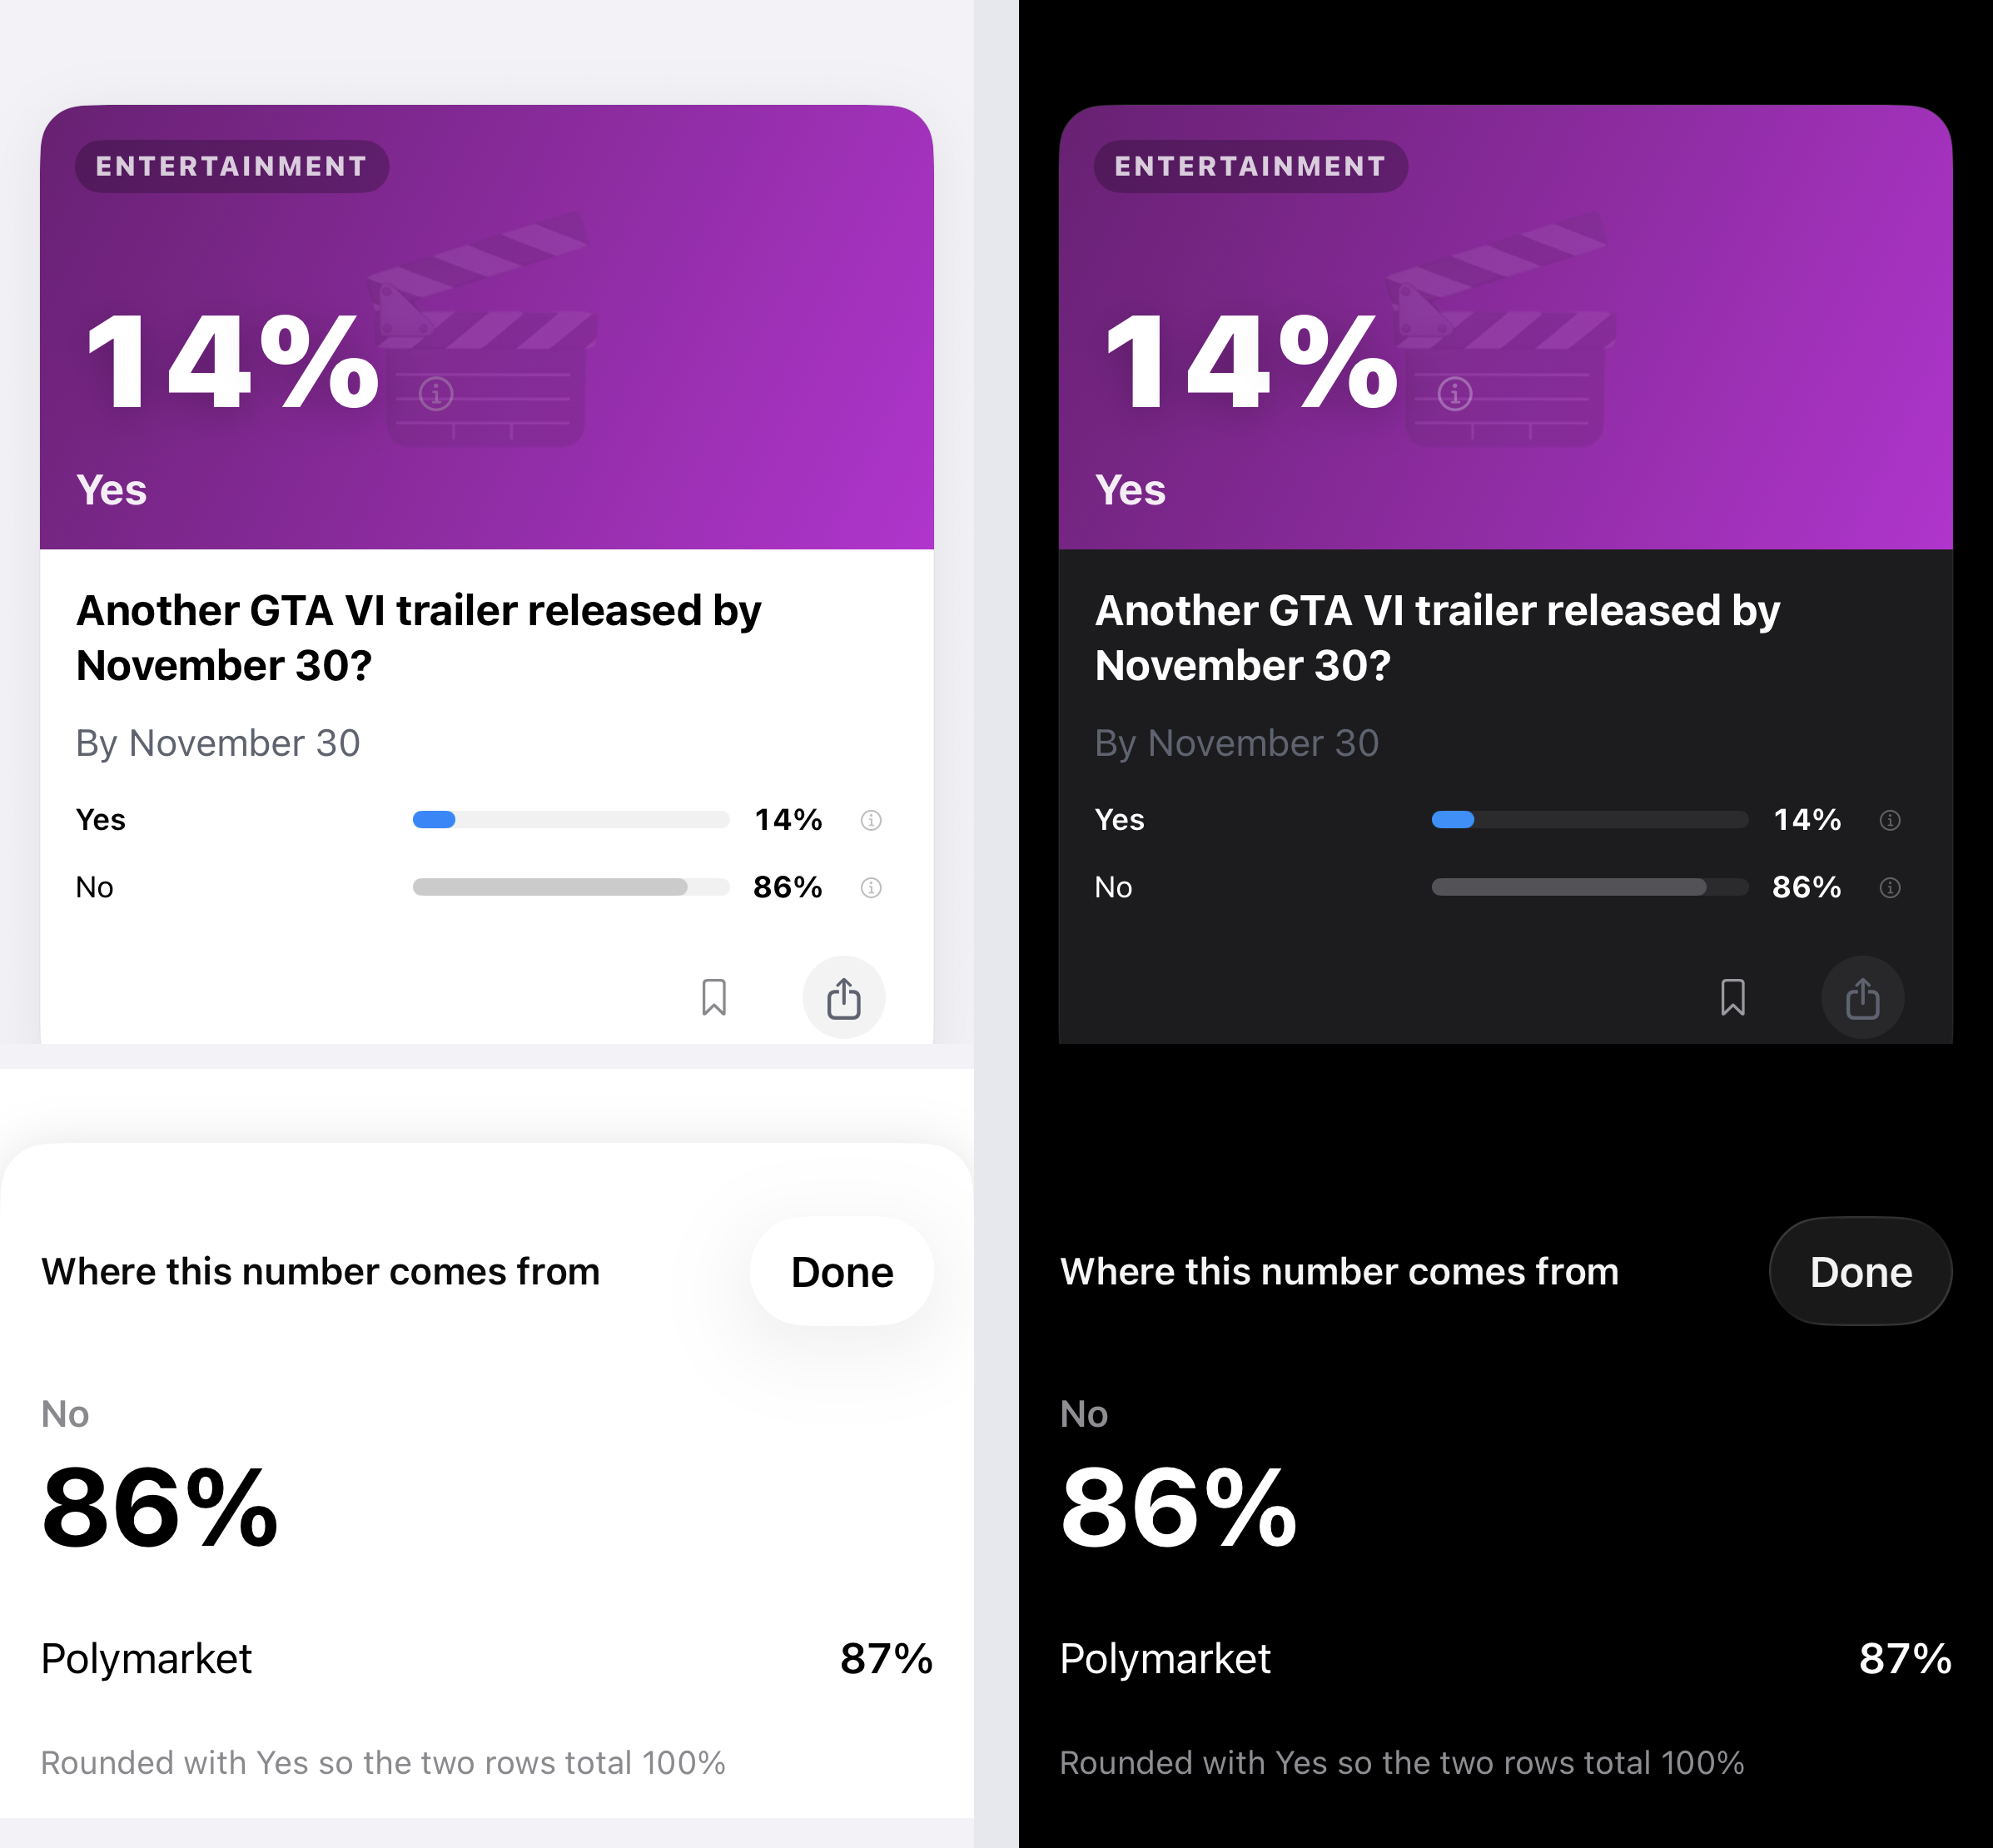 ENTERTAINMENT
14%
Yes
Another GTA VI trailer released by
November 30?
By November 30
Yes 14%
No 86%
Where this number comes from Done
No
86%
Polymarket 87%
Rounded with Yes so the two rows total 100%
ENTERTAINMENT
14%
Yes
Another GTA VI trailer released by
November 30?
By November 30
Yes 14%
No 86%
Where this number comes from Done
No
86%
Polymarket 87%
Rounded with Yes so the two rows total 100%